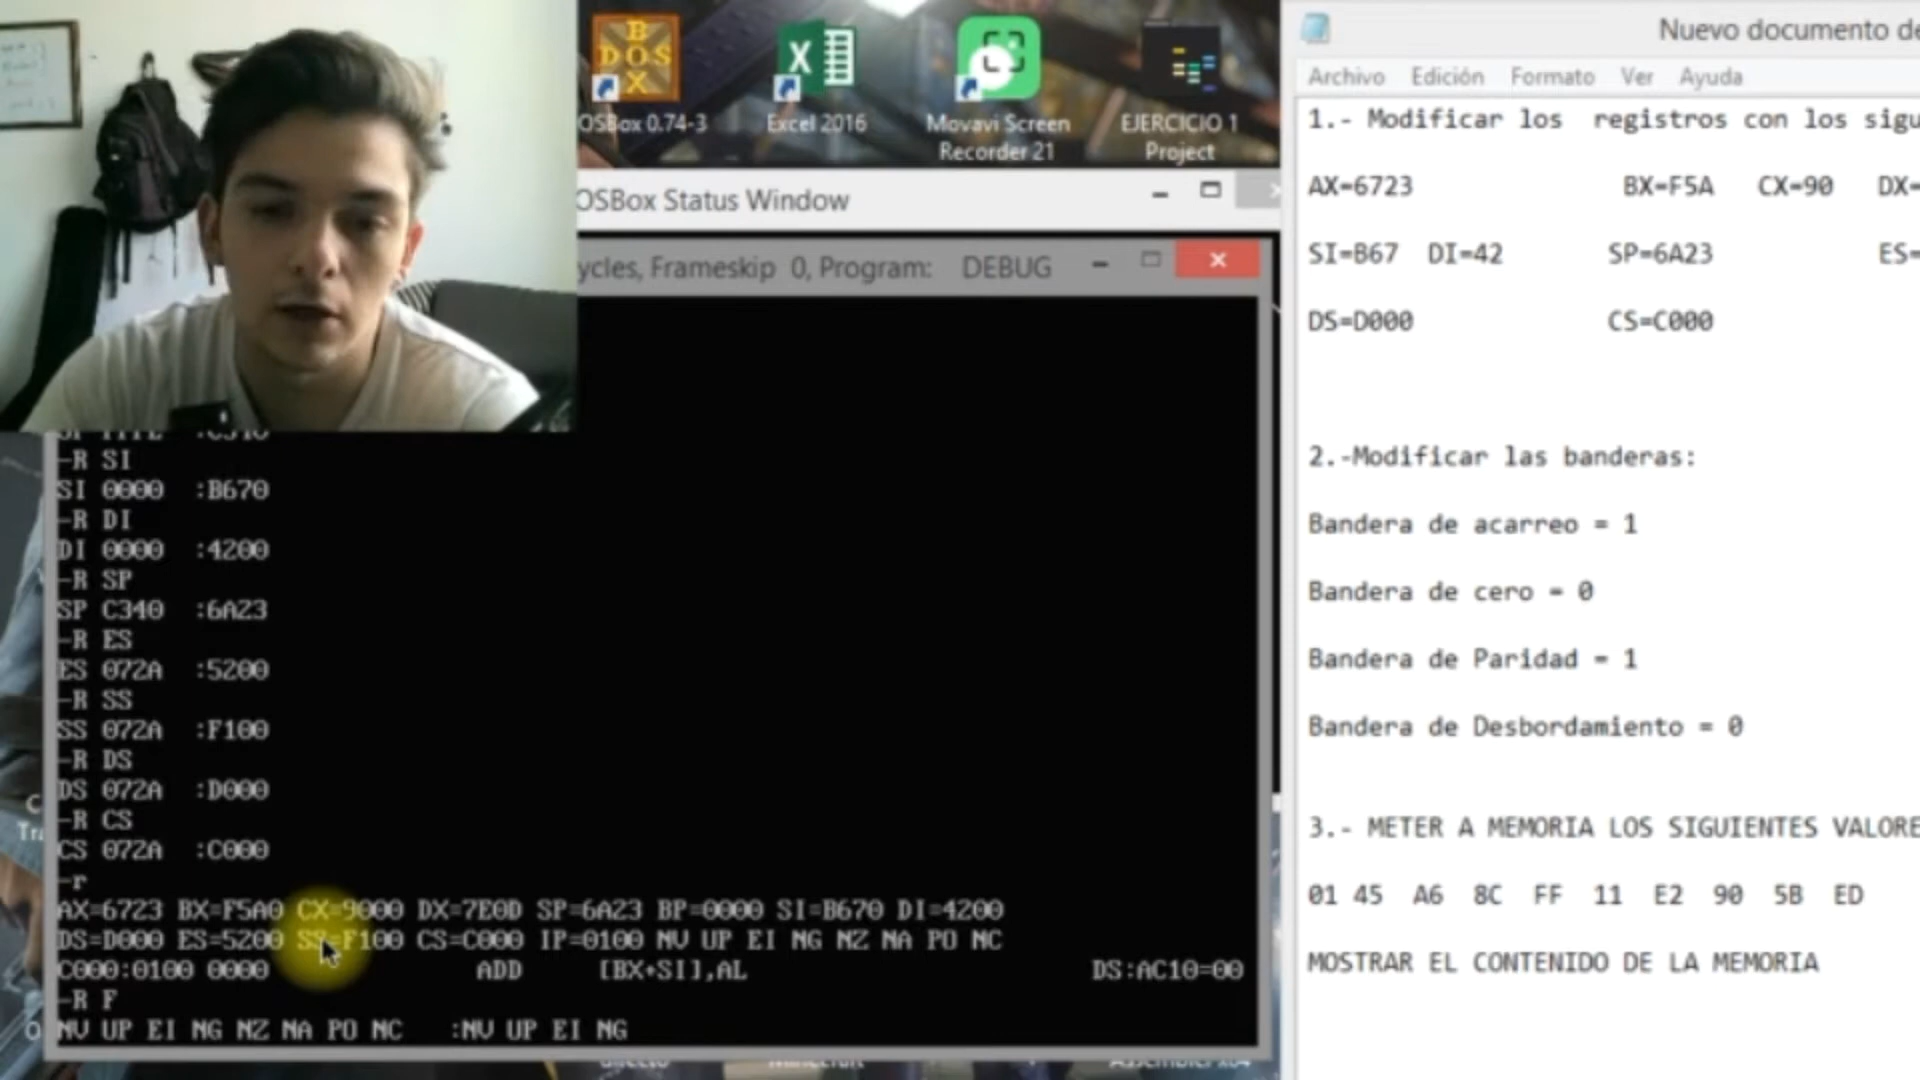 OSBox 0.74-3
Excel 2016
Movavi Screen
Recorder 21
EJERCICIO 1
Project
OSBox Status Window
ycles, Frameskip 0, Program: DEBUG
-R SI
SI 0000 :B670
-R DI
DI 0000 :4200
-R SP
SP C340 :6A23
-R ES
ES 072A :5200
-R SS
SS 072A :F100
-R DS
DS 072A :D000
-R CS
CS 072A :C000
-r
AX=6723 BX=F5A0 CX=9000 DX=7E0D SP=6A23 BP=0000 SI=B670 DI=4200
DS=D000 ES=5200 SS=F100 CS=C000 IP=0100 NV UP EI NG NZ NA PO NC
C000:0100 0000 ADD [BX+SI],AL DS:AC10=00
-R F
NV UP EI NG NZ NA PO NC :NV UP EI NG
Nuevo documento de
Archivo Edición Formato Ver Ayuda
1.- Modificar los registros con los sigu
AX=6723 BX=F5A CX=90 DX=
SI=B67 DI=42 SP=6A23 ES=
DS=D000 CS=C000
2.-Modificar las banderas:
Bandera de acarreo = 1
Bandera de cero = 0
Bandera de Paridad = 1
Bandera de Desbordamiento = 0
3.- METER A MEMORIA LOS SIGUIENTES VALORE
01 45 A6 8C FF 11 E2 90 5B ED
MOSTRAR EL CONTENIDO DE LA MEMORIA